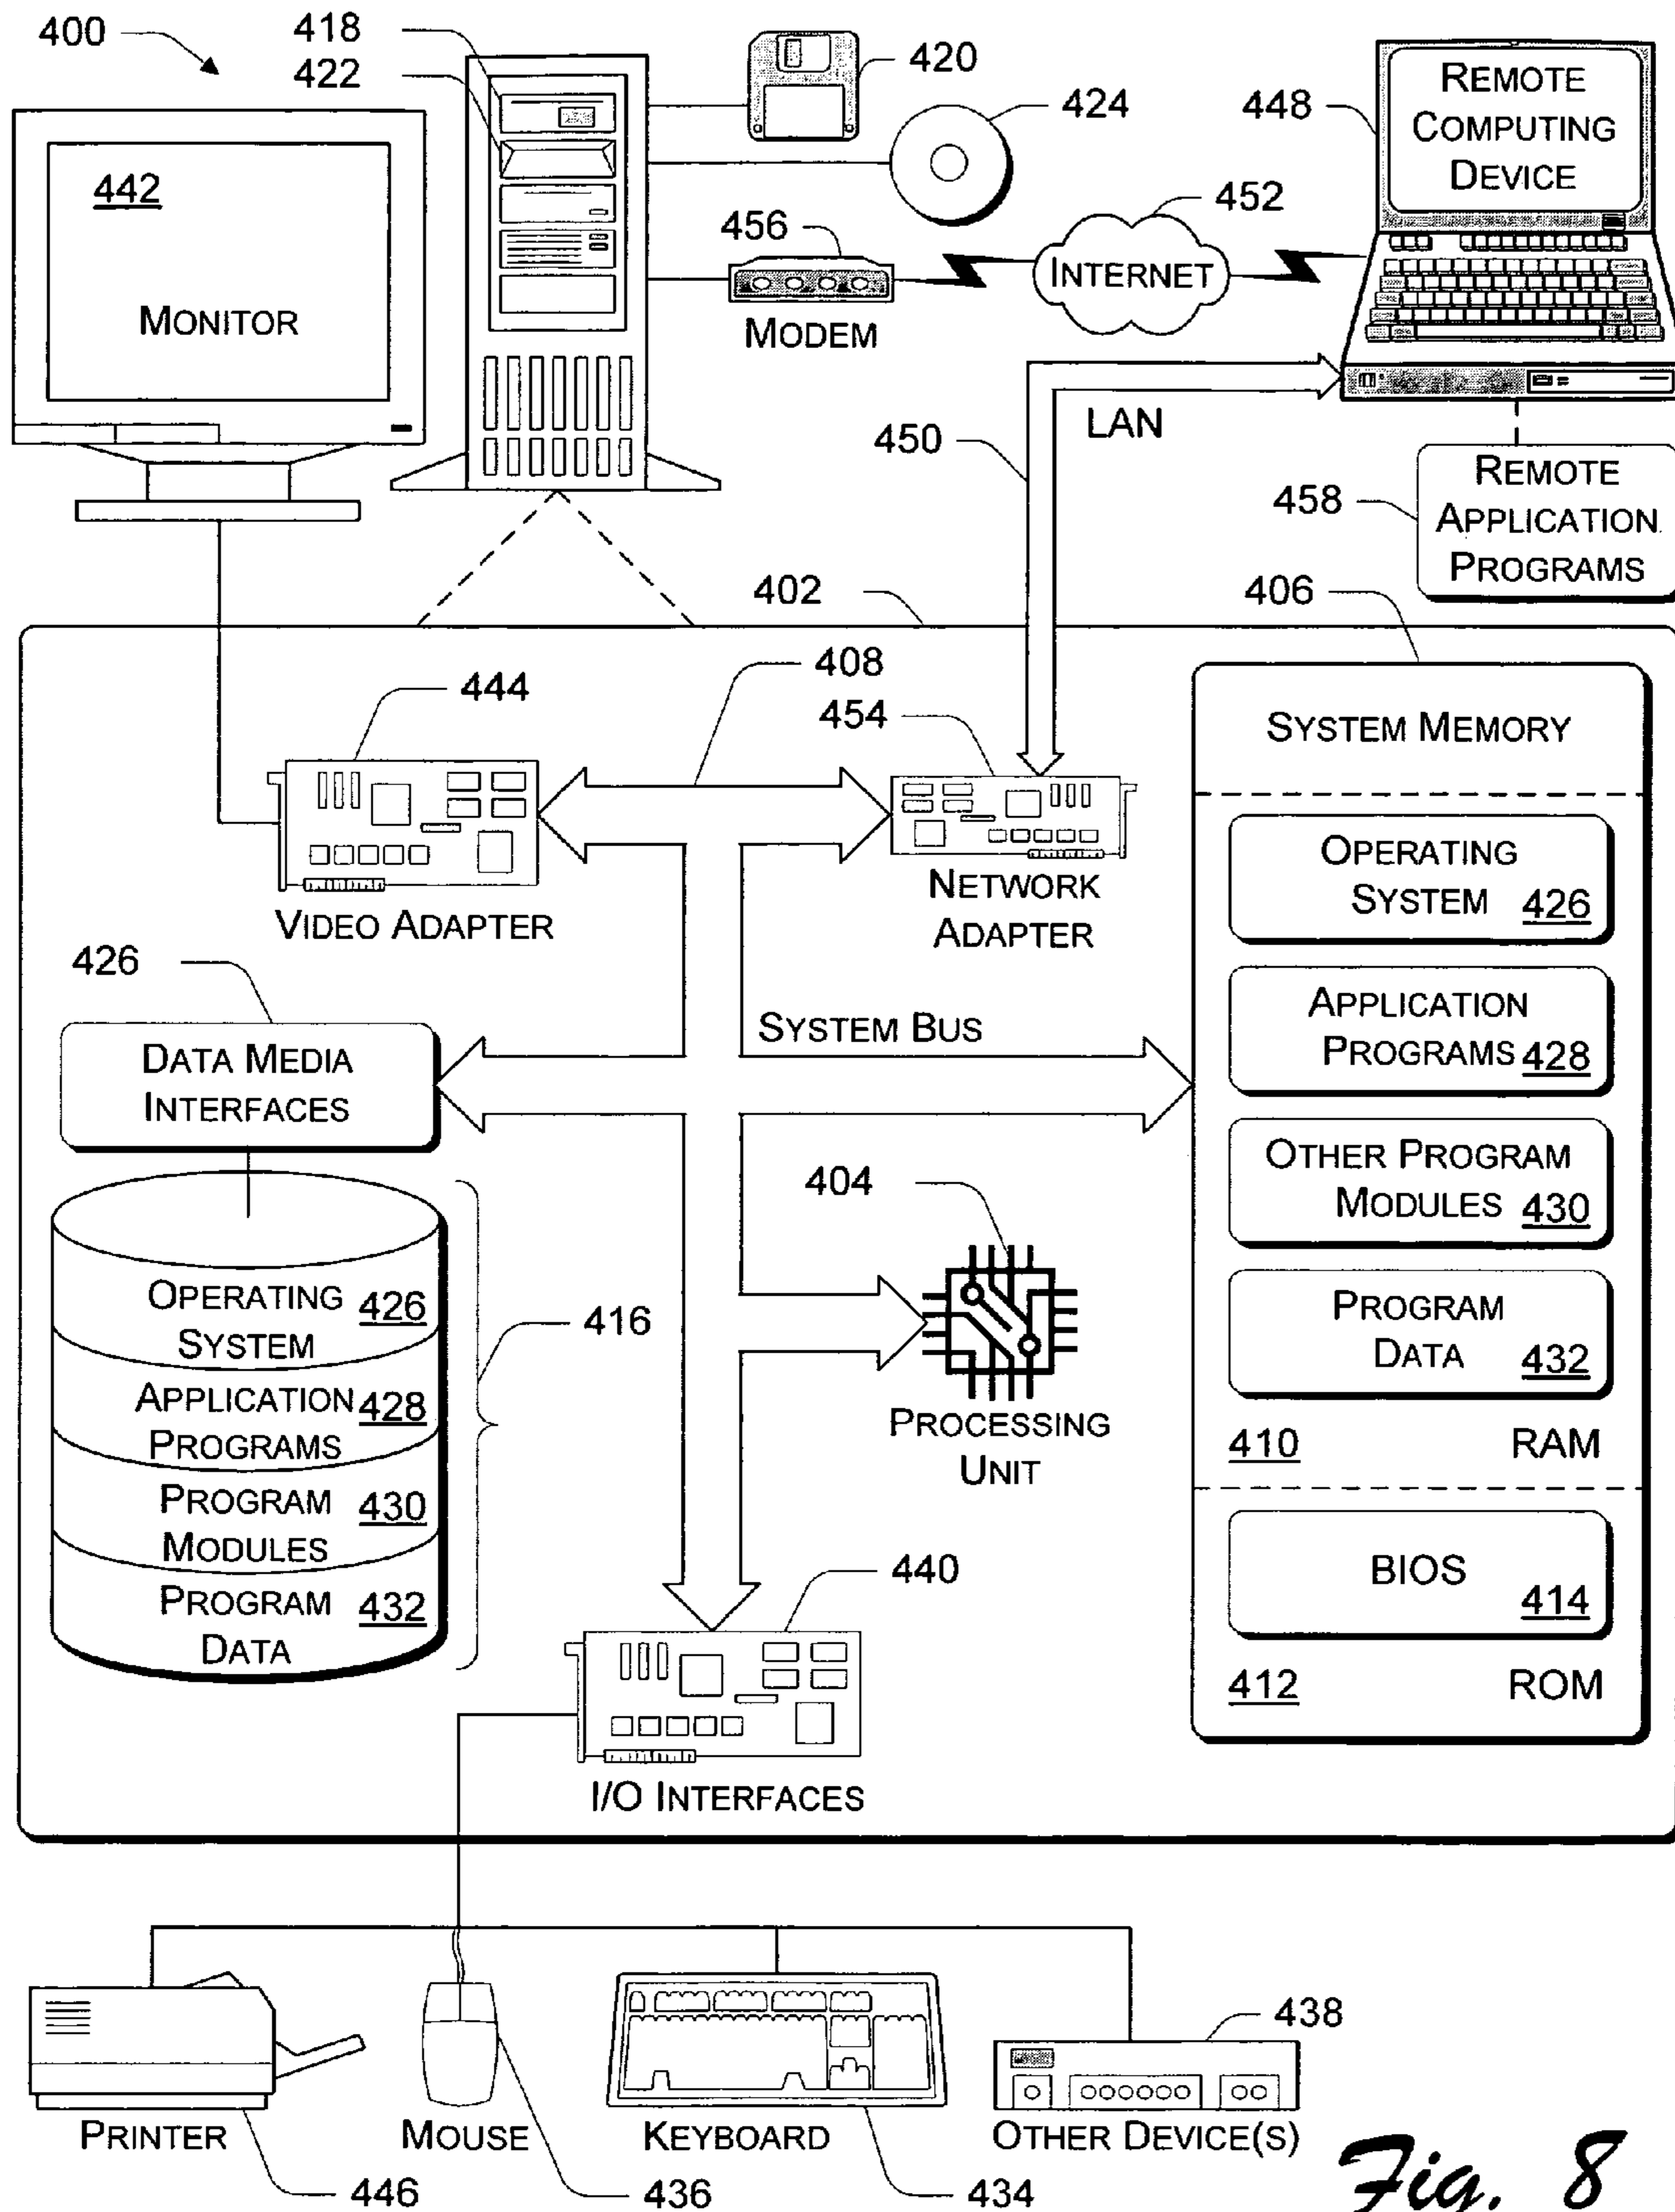 400
418
422
420
424
448
REMOTE
COMPUTING
DEVICE
442
MONITOR
456
MODEM
452
INTERNET
450
LAN
458
REMOTE
APPLICATION
PROGRAMS
402
406
444
408
454
VIDEO ADAPTER
NETWORK
ADAPTER
SYSTEM MEMORY
OPERATING
SYSTEM 426
APPLICATION
PROGRAMS 428
OTHER PROGRAM
MODULES 430
PROGRAM
DATA 432
410 RAM
BIOS
414
412 ROM
426
DATA MEDIA
INTERFACES
SYSTEM BUS
404
PROCESSING
UNIT
OPERATING 426
SYSTEM
APPLICATION 428
PROGRAMS
PROGRAM 430
MODULES
PROGRAM 432
DATA
416
440
I/O INTERFACES
PRINTER
446
MOUSE
436
KEYBOARD
434
438
OTHER DEVICE(S)
Fig. 8